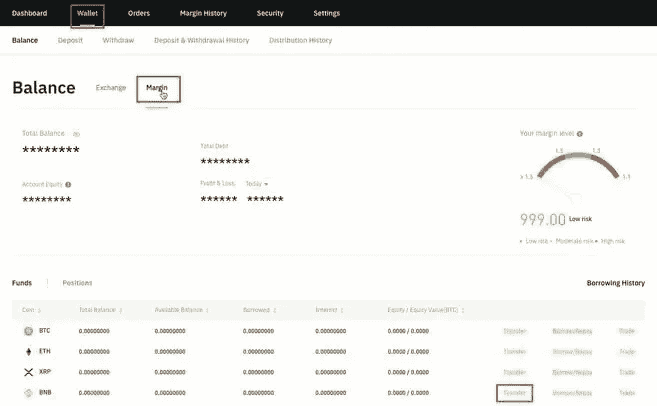 Dashboard Wallet Orders Margin History Security Settings
Balance Deposit Withdraw Deposit & Withdrawal History Distribution History
Balance Exchange Margin
Total Balance
********
Total Debt
********
Account Equity
********
Profit & Loss Today
****** ******
Your margin level
1.5 1.3
> 1.5 1.1
999.00 Low risk
• Low risk • Moderate risk • High risk
Funds Positions Borrowing History
Coin Total Balance Available Balance Borrowed Interest Equity / Equity Value(BTC)
BTC 0.00000000 0.00000000 0.00000000 0.00000000 0.0000 / 0.0000 Transfer Borrow/Repay Trade
ETH 0.00000000 0.00000000 0.00000000 0.00000000 0.0000 / 0.0000 Transfer Borrow/Repay Trade
XRP 0.00000000 0.00000000 0.00000000 0.00000000 0.0000 / 0.0000 Transfer Borrow/Repay Trade
BNB 0.00000000 0.00000000 0.00000000 0.00000000 0.0000 / 0.0000 Transfer Borrow/Repay Trade